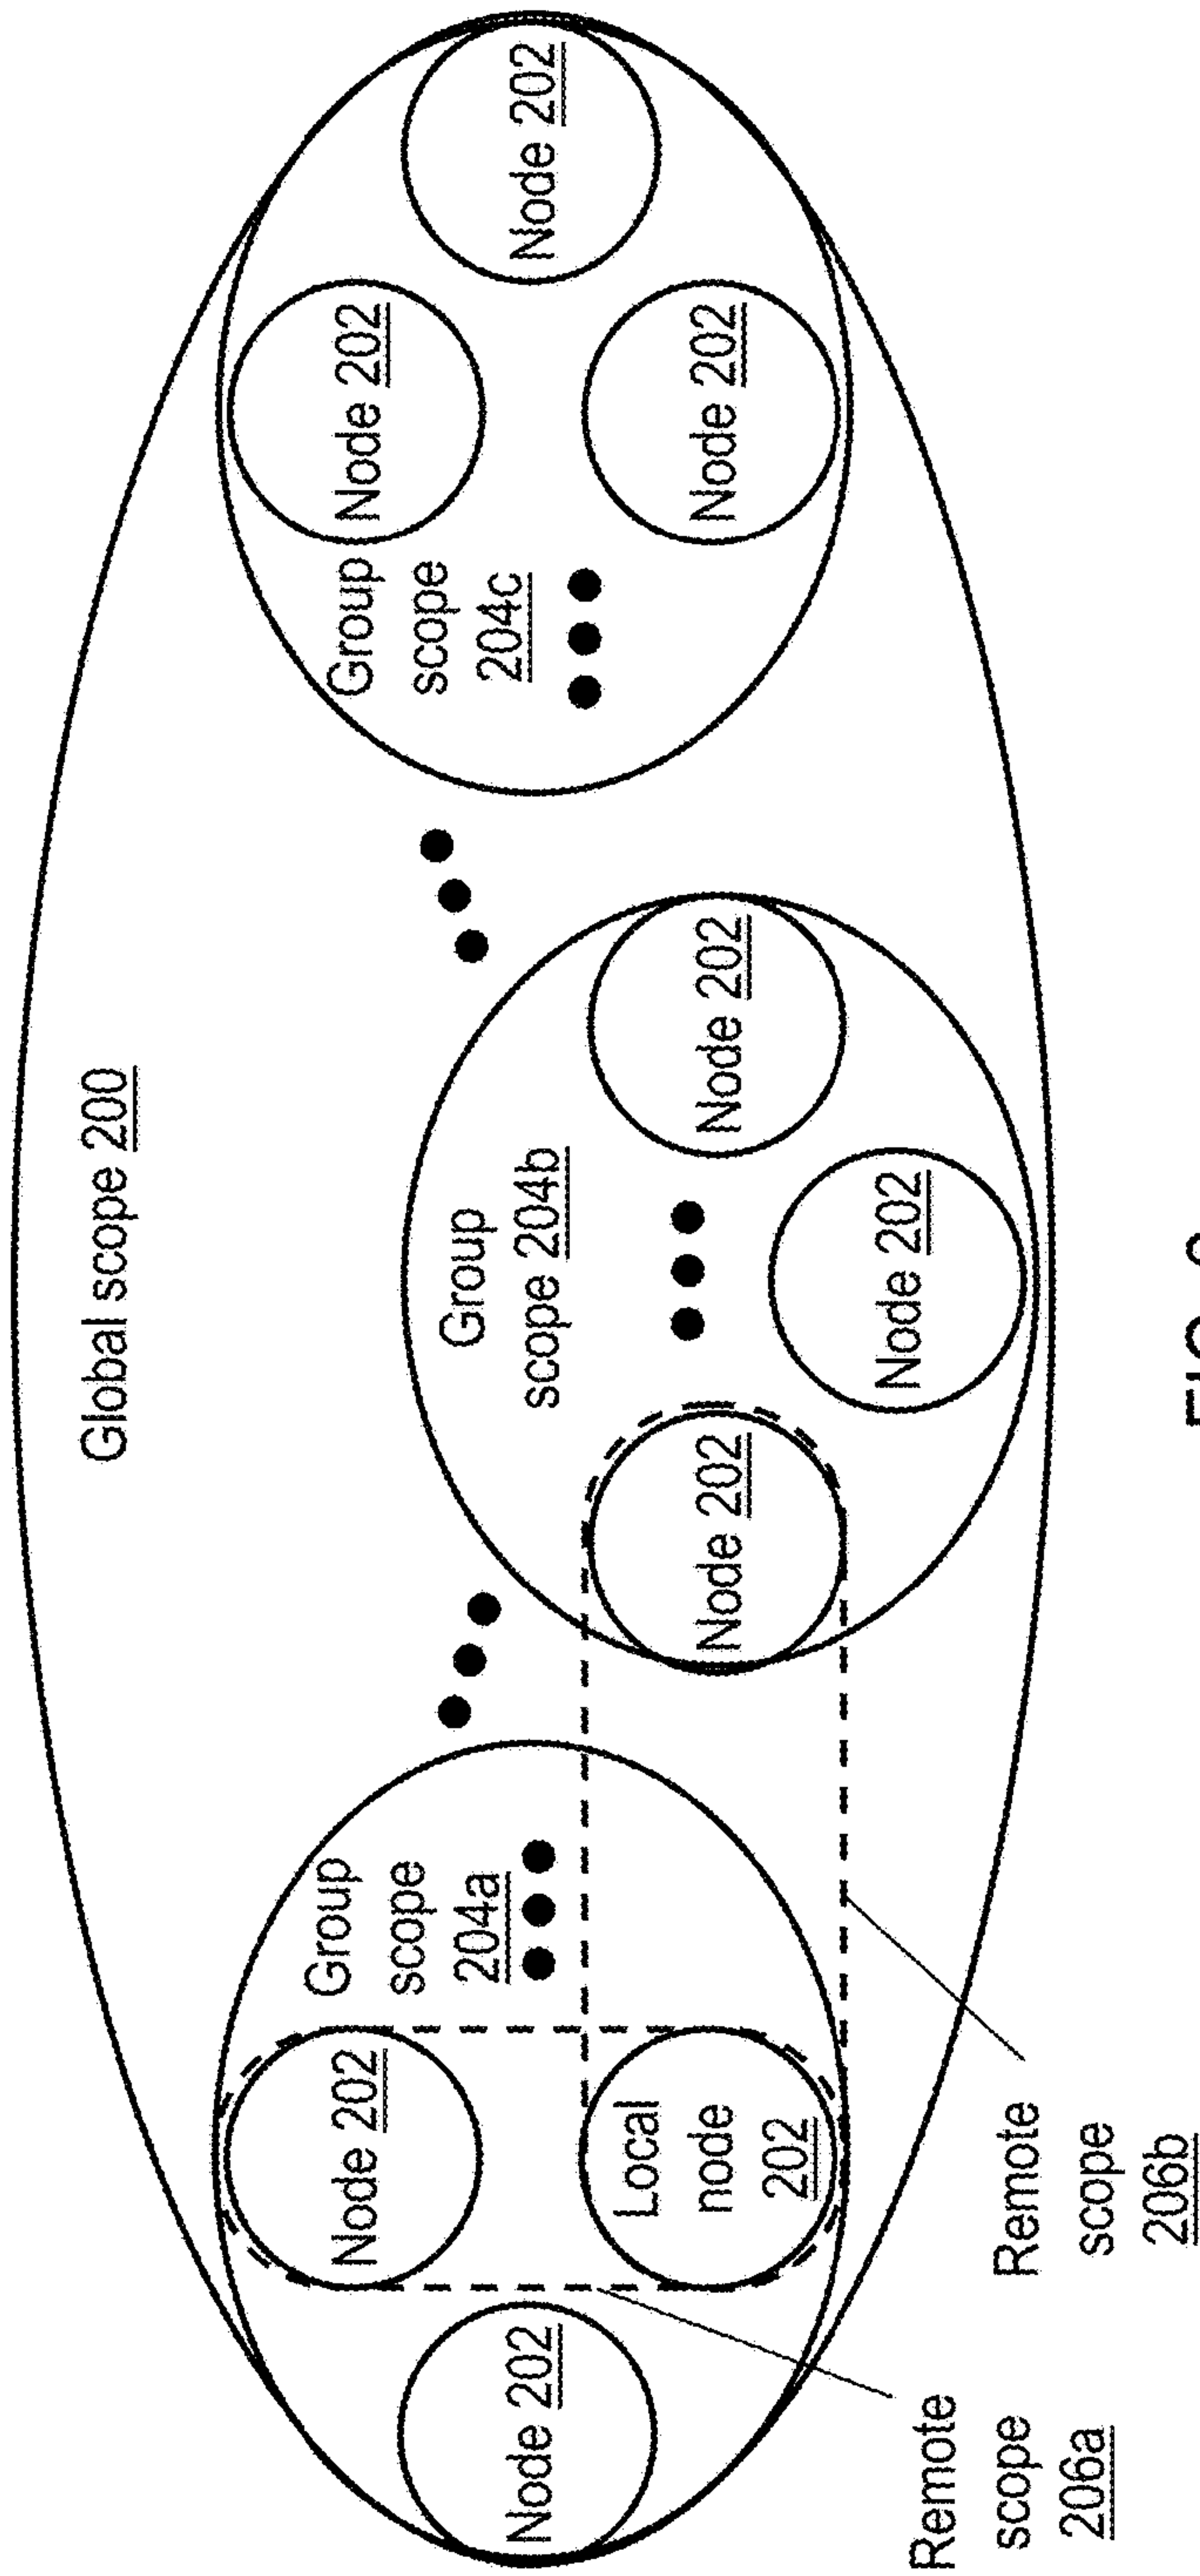 Global scope 200
Group
scope
204a
Node 202
Node 202
Local
node
202
Group
scope 204b
Node 202
Node 202
Node 202
Group
scope
204c
Node 202
Node 202
Node 202
Remote
scope
206a
Remote
scope
206b
FIG.